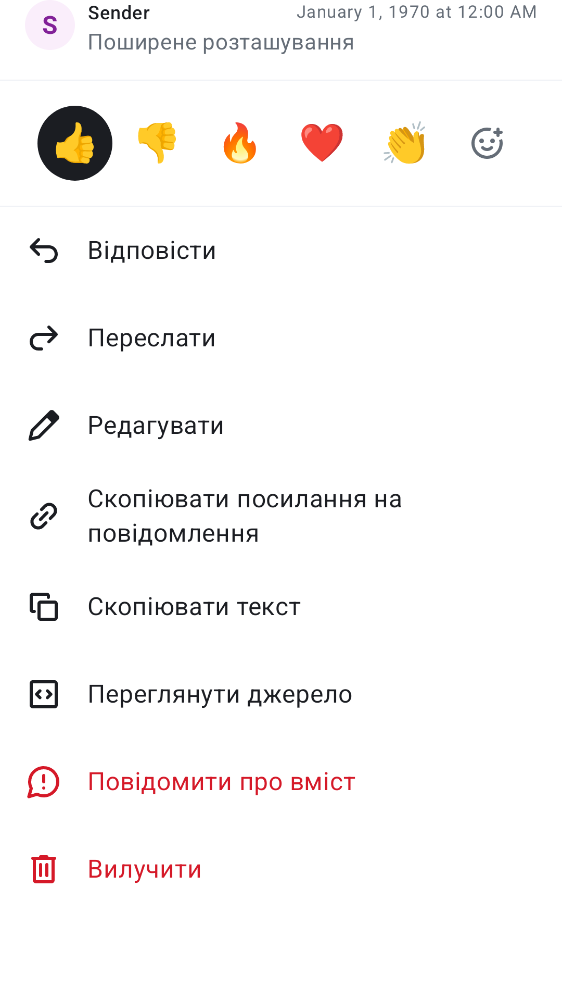 S
Sender
January 1, 1970 at 12:00 AM
Поширене розташування
Відповісти
Переслати
Редагувати
Скопіювати посилання на
повідомлення
Скопіювати текст
Переглянути джерело
Повідомити про вміст
Вилучити